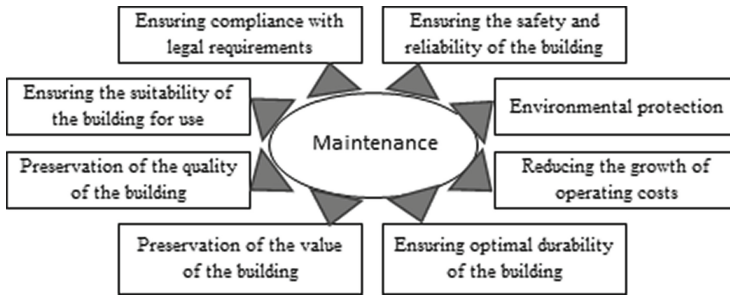 Ensuring compliance with
legal requirements
Ensuring the safety and
reliability of the building
Ensuring the suitability of
the building for use
Environmental protection
Maintenance
Preservation of the quality
of the building
Reducing the growth of
operating costs
Preservation of the value
of the building
Ensuring optimal durability
of the building